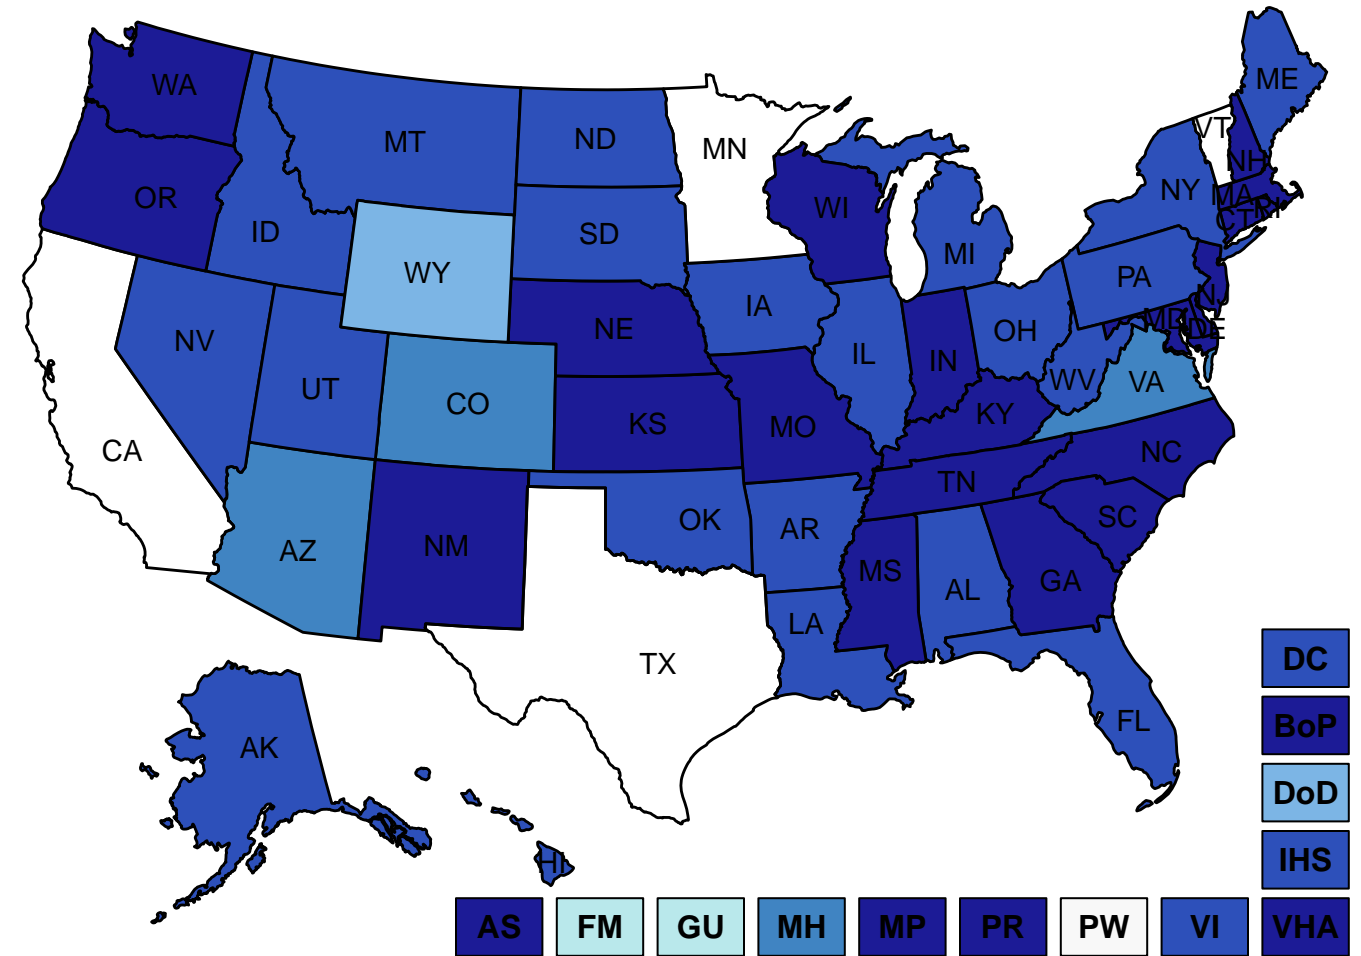 ME
WA
VT
MT
ND
MN
NH
OR
NY
MA
RI
WI
CT
ID
SD
MI
WY
PA
NJ
IA
MD
DE
NE
NV
OH
IL
IN
WV
VA
UT
CO
KY
KS
MO
CA
NC
TN
SC
OK
AR
NM
AZ
MS
GA
AL
LA
TX
DC
FL
BoP
AK
DoD
HI
IHS
AS FM GU MH MP PR PW VI VHA